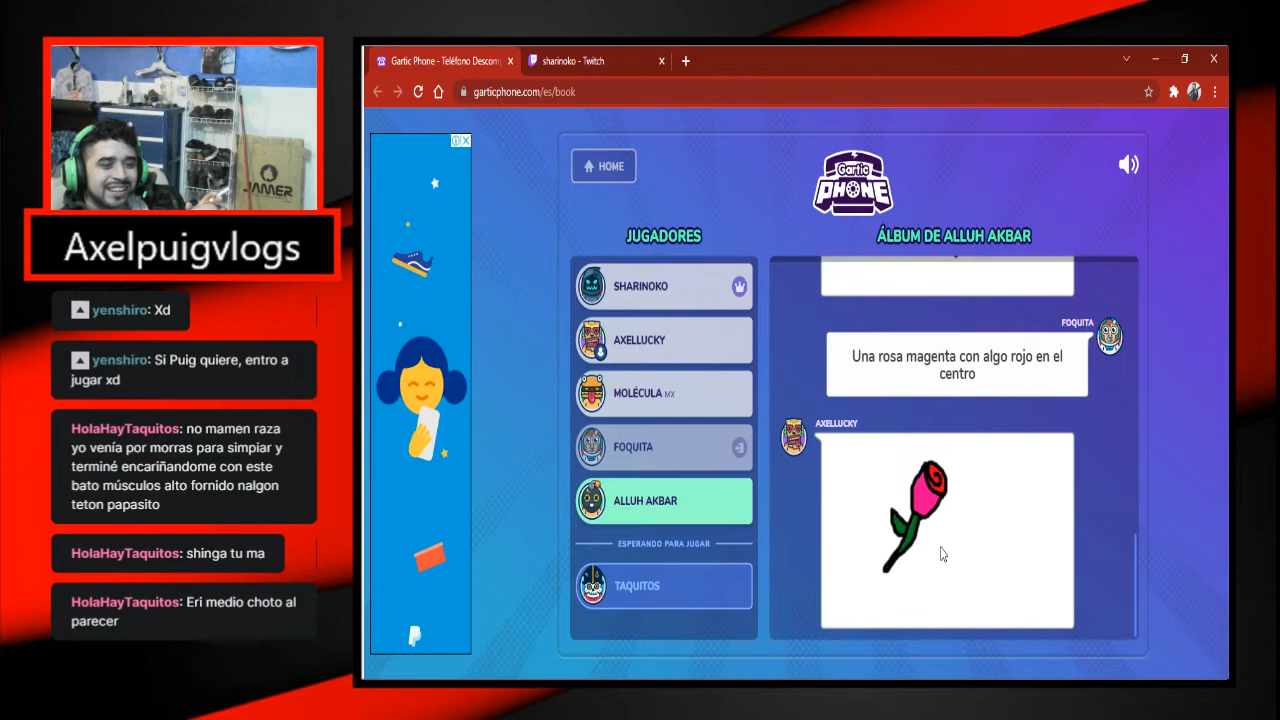 Axelpuigvlogs
yenshiro: Xd
yenshiro: Si Puig quiere, entro a
jugar xd
HolaHayTaquitos: no mamen raza
yo venía por morras para simpiar y
terminé encariñandome con este
bato músculos alto fornido nalgon
teton papasito
HolaHayTaquitos: shinga tu ma
HolaHayTaquitos: Eri medio choto al
parecer
JAMER
Gartic Phone - Teléfono Descom
sharinoko - Twitch
garticphone.com/es/book
HOME
Gartic
PHONE
JUGADORES
SHARINOKO
AXELLUCKY
MOLÉCULA MX
FOQUITA
ALLUH AKBAR
ESPERANDO PARA JUGAR
TAQUITOS
ÁLBUM DE ALLUH AKBAR
FOQUITA
Una rosa magenta con algo rojo en el
centro
AXELLUCKY